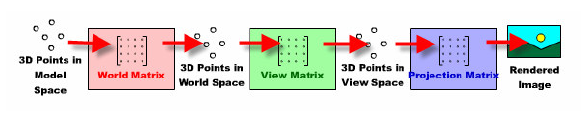 3D Points in
Model
Space
World Matrix
3D Points in
World Space
View Matrix
3D Points in
View Space
Projection Matrix
Rendered
Image